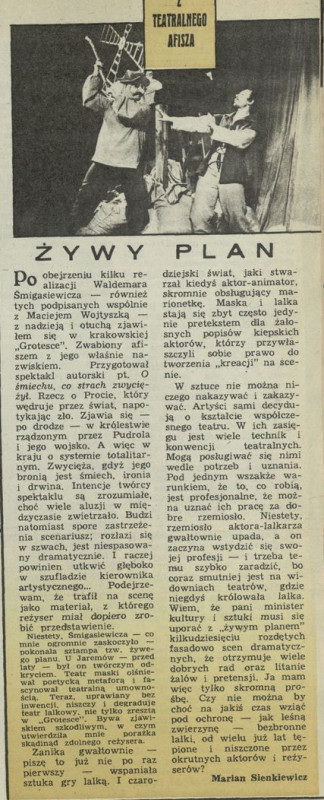 Z
TEATRALNEGO
AFISZA
ŻYWY PLAN
Po obejrzeniu kilku re-
alizacji Waldemara
Śmigasiewicza — również
tych podpisanych wspólnie
z Maciejem Wojtyszką —
z nadzieją i otuchą zjawi-
łem się w krakowskiej
„Grotesce". Zwabiony afi-
szem z jego właśnie na-
zwiskiem. Przygotował
spektakl autorski pt. O
śmiechu, co strach zwycię-
żył. Rzecz o Procie, który
wędruje przez świat, napo-
tykając zło. Zjawia się —
po drodze — w królestwie
rządzonym przez Pudrola
i jego wojsko. A więc w
kraju o systemie totalitar-
nym. Zwycięża, gdyż jego
bronią jest śmiech, ironia
i drwina. Intencje twórcy
spektaklu są zrozumiałe,
choć wiele aluzji w mię-
dzyczasie zwietrzało. Budzi
natomiast spore zastrzeże-
nia scenariusz; rozłazi się
w szwach, jest niespasowa-
ny dramatycznie. I raczej
powinien utkwić głęboko
w szufladzie kierownika
artystycznego... Podejrze-
wam, że trafił na scenę
jako materiał, z którego
reżyser miał dopiero zro-
bić przedstawienie.
Niestety, Śmigasiewicza — co
mnie ogromnie zaskoczyło —
pokonała sztampa tzw. żywe-
go planu. U Jaremów — przed
laty — był on twórczym od-
kryciem. Teatr maski olśnie-
wał poetycką metaforą i fa-
scynował teatralną umowno-
ścią. Teraz, uprawiany bez
inwencji, niszczy i degraduje
teatr lalkowy, nie tylko zresztą
w „Grotesce". Bywa zjawi-
skiem szkodliwym, w czym
utwierdziła mnie porażka
skądinąd zdolnego reżysera.
Zanika gwałtownie —
piszę to już nie po raz
pierwszy — wspaniała
sztuka gry lalką. I czaro-
dziejski świat, jaki stwa-
rzał kiedyś aktor-animator,
skromnie obsługujący ma-
rionetkę. Maska i lalka
stają się zbyt często jedy-
nie pretekstem dla żało-
snych popisów kiepskich
aktorów, którzy przywła-
szczyli sobie prawo do
tworzenia „kreacji" na sce-
nie.
W sztuce nie można ni-
czego nakazywać i zakazy-
wać. Artyści sami decydu-
ją o kształcie współczes-
nego teatru. W ich zasię-
gu jest wiele technik i
konwencji teatralnych.
Mogą posługiwać się nimi
wedle potrzeb i uznania.
Pod jednym wszakże wa-
runkiem, że to, co robią,
jest profesjonalne, że moż-
na uznać ich pracę za do-
bre rzemiosło. Niestety,
rzemiosło aktora-lalkarza
gwałtownie upada, a on
zaczyna wstydzić się swo-
jej profesji — i trzeba te-
mu szybko zaradzić, bo
coraz smutniej jest na wi-
downiach teatrów, gdzie
niegdyś królowała lalka.
Wiem, że pani minister
kultury i sztuki musi się
uporać z „żywym planem"
kilkudziesięciu rozdętych
fasadowo scen dramatycz-
nych, że otrzymuje wiele
dobrych rad oraz litanie
żalów i pretensji. Ja mam
więc tylko skromną pro-
śbę. Czy nie można by
choć na jakiś czas wziąć
pod ochronę — jak leśną
zwierzynę — bezbronne
lalki, od wielu już lat tę-
pione i niszczone przez
okrutnych aktorów i reży-
serów?
Marian Sienkiewicz